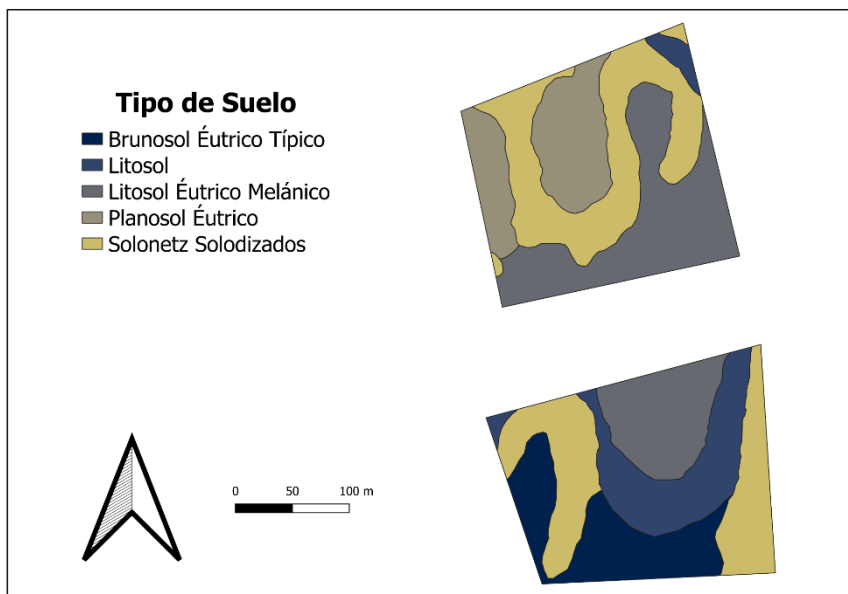 Tipo de Suelo
Brunosol Éutrico Típico
Litosol
Litosol Éutrico Melánico
Planosol Éutrico
Solonetz Solodizados
0 50 100 m